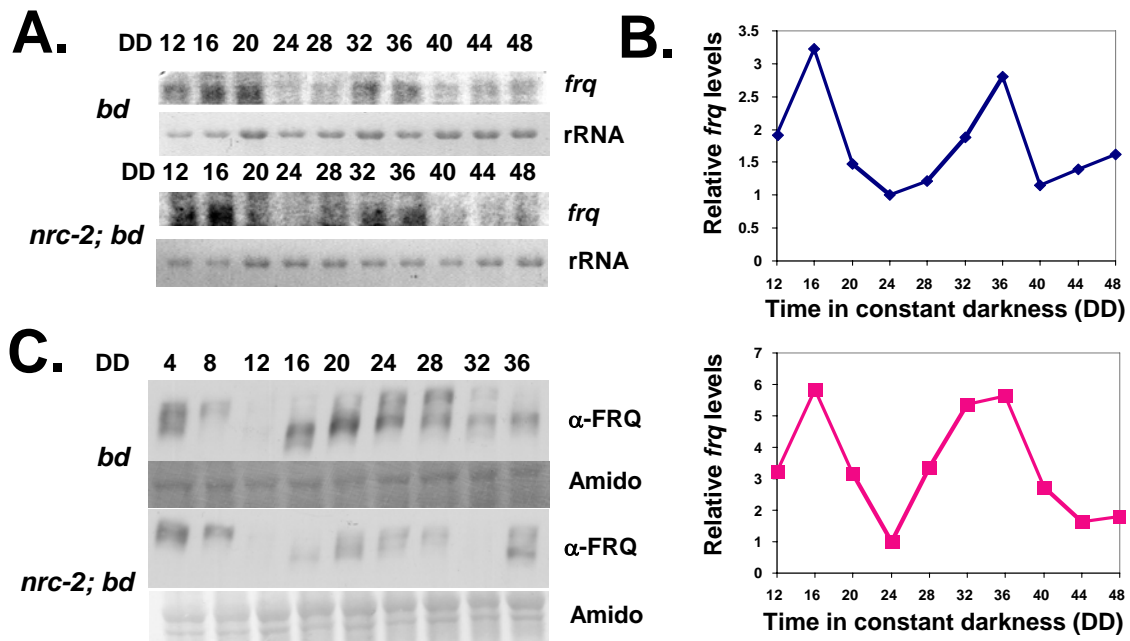 A.
DD 12 16 20 24 28 32 36 40 44 48
bd
frq
rRNA
12 16 20 24 28 32 36 40 44 48
nrc-2; bd
frq
rRNA
B.
Relative frq levels
3.5
3
2.5
2
1.5
1
0.5
0
12 16 20 24 28 32 36 40 44 48
Time in constant darkness (DD)
C.
DD 4 8 12 16 20 24 28 32 36
bd
α-FRQ
Amido
nrc-2; bd
α-FRQ
Amido
Relative frq levels
7
6
5
4
3
2
1
0
12 16 20 24 28 32 36 40 44 48
Time in constant darkness (DD)